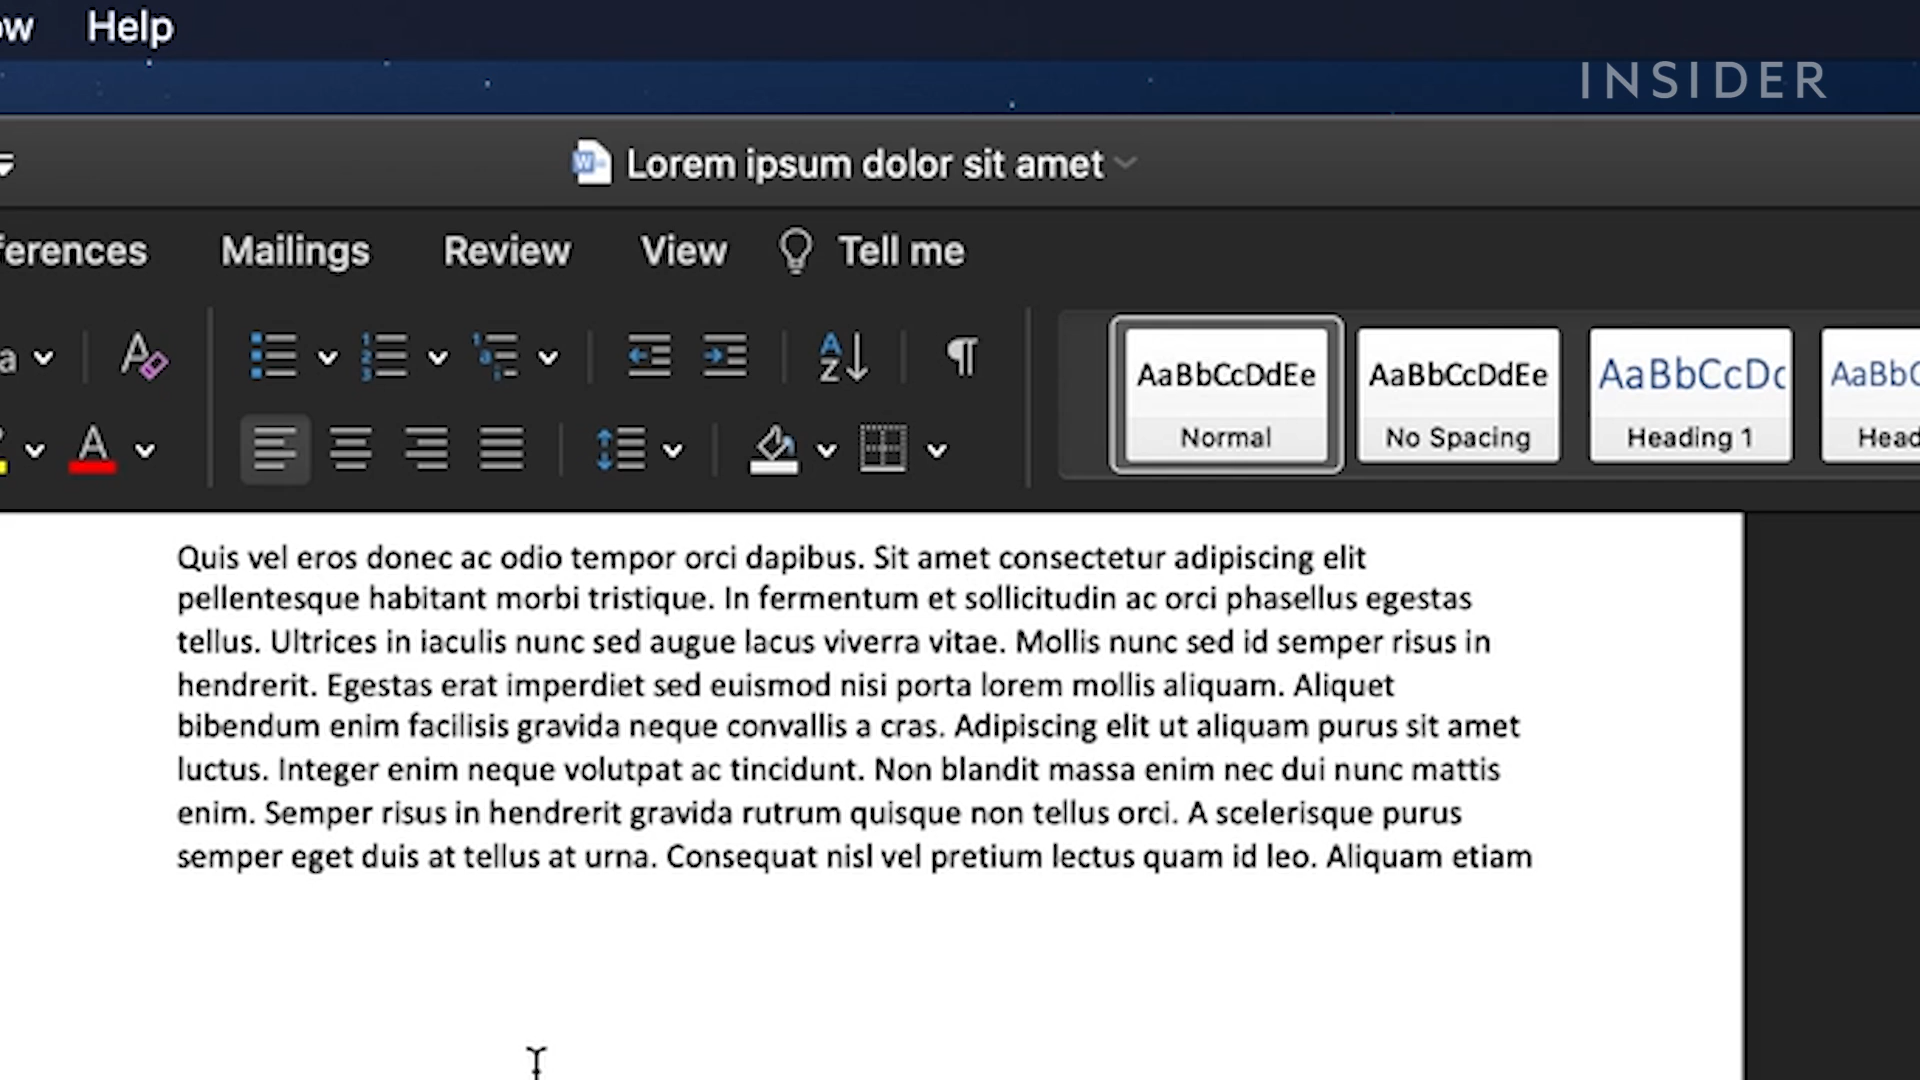 Help
INSIDER
Lorem ipsum dolor sit amet
Mailings Review View Tell me
AaBbCcDdEe AaBbCcDdEe
Normal No Spacing Heading 1
Quis vel eros donec ac odio tempor orci dapibus. Sit amet consectetur adipiscing elit
pellentesque habitant morbi tristique. In fermentum et sollicitudin ac orci phasellus egestas
tellus. Ultrices in iaculis nunc sed augue lacus viverra vitae. Mollis nunc sed id semper risus in
hendrerit. Egestas erat imperdiet sed euismod nisi porta lorem mollis aliquam. Aliquet
bibendum enim facilisis gravida neque convallis a cras. Adipiscing elit ut aliquam purus sit amet
luctus. Integer enim neque volutpat ac tincidunt. Non blandit massa enim nec dui nunc mattis
enim. Semper risus in hendrerit gravida rutrum quisque non tellus orci. A scelerisque purus
semper eget duis at tellus at urna. Consequat nisl vel pretium lectus quam id leo. Aliquam etiam